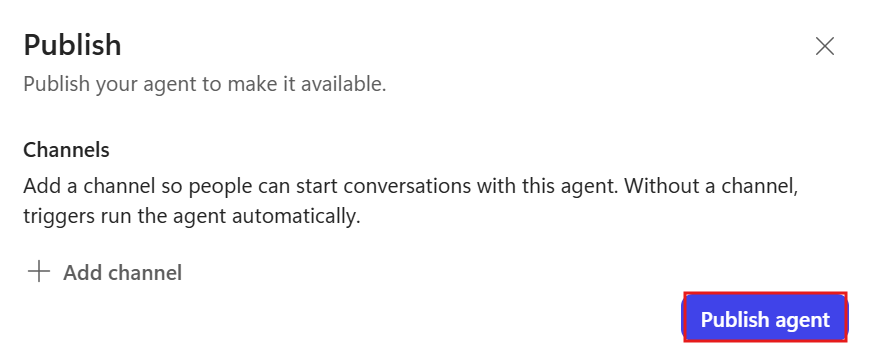 Publish
Publish your agent to make it available.
Channels
Add a channel so people can start conversations with this agent. Without a channel,
triggers run the agent automatically.
Add channel
Publish agent